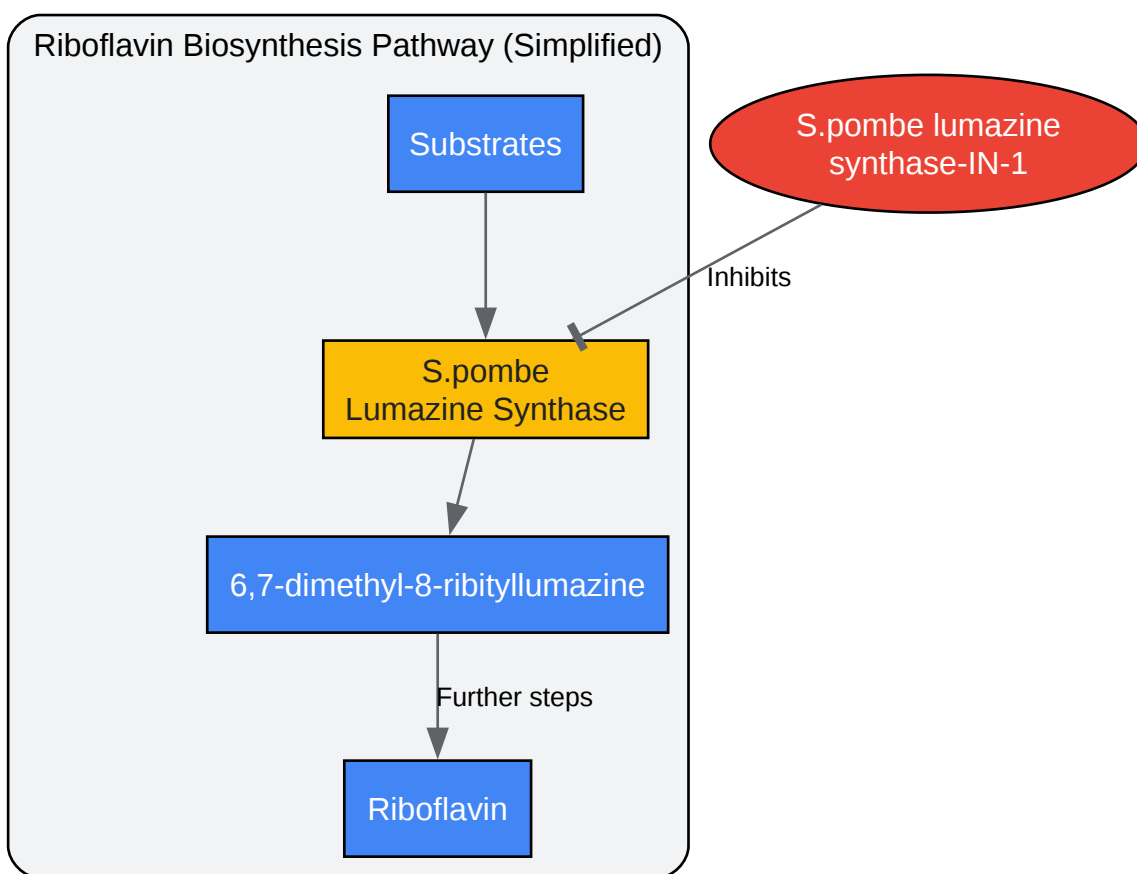 Riboflavin Biosynthesis Pathway (Simplified)
Substrates
S.pombe lumazine
synthase-IN-1
Inhibits
S.pombe
Lumazine Synthase
6,7-dimethyl-8-ribityllumazine
Further steps
Riboflavin